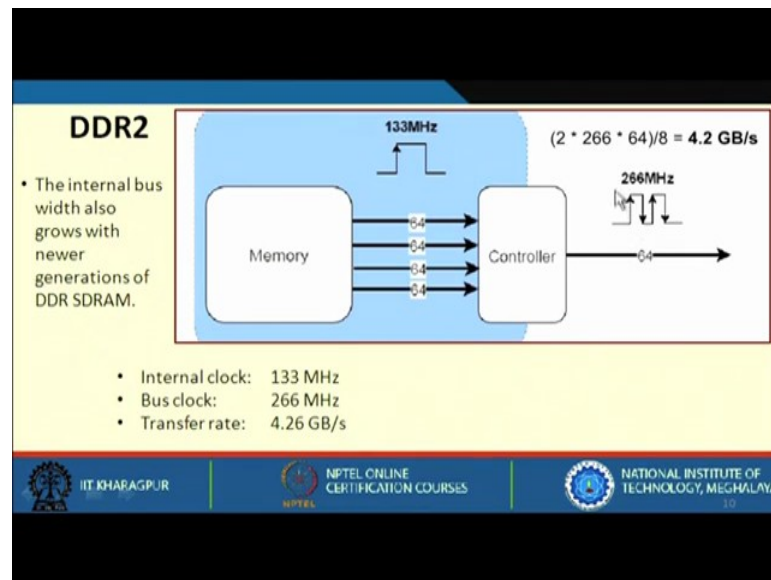 DDR2
• The internal bus
width also
grows with
newer
generations of
DDR SDRAM.
133MHz
(2 * 266 * 64)/8 = 4.2 GB/s
266MHz
Memory
64
64
64
64
Controller
64
• Internal clock: 133 MHz
• Bus clock: 266 MHz
• Transfer rate: 4.26 GB/s
IIT KHARAGPUR
NPTEL
NPTEL ONLINE
CERTIFICATION COURSES
NATIONAL INSTITUTE OF
TECHNOLOGY, MEGHALAYA
10